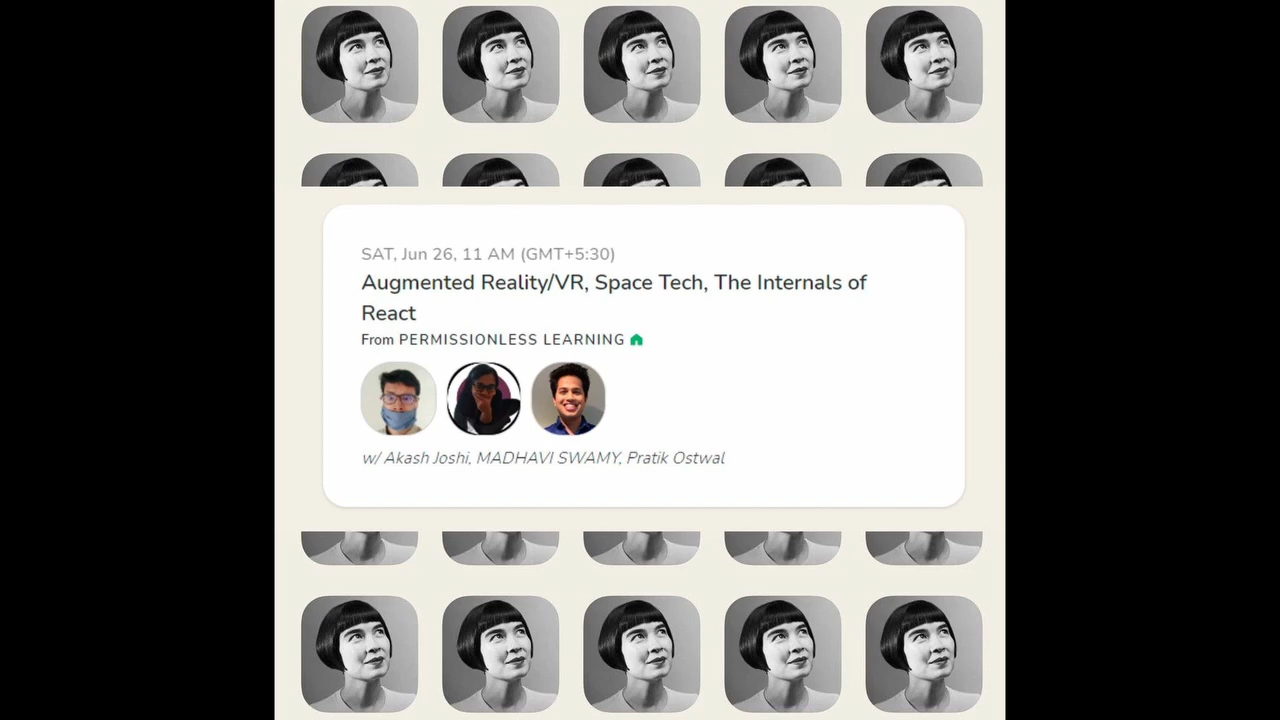 SAT, Jun 26, 11 AM (GMT+5:30)
Augmented Reality/VR, Space Tech, The Internals of
React
From PERMISSIONLESS LEARNING
w/ Akash Joshi, MADHAVI SWAMY, Pratik Ostwal